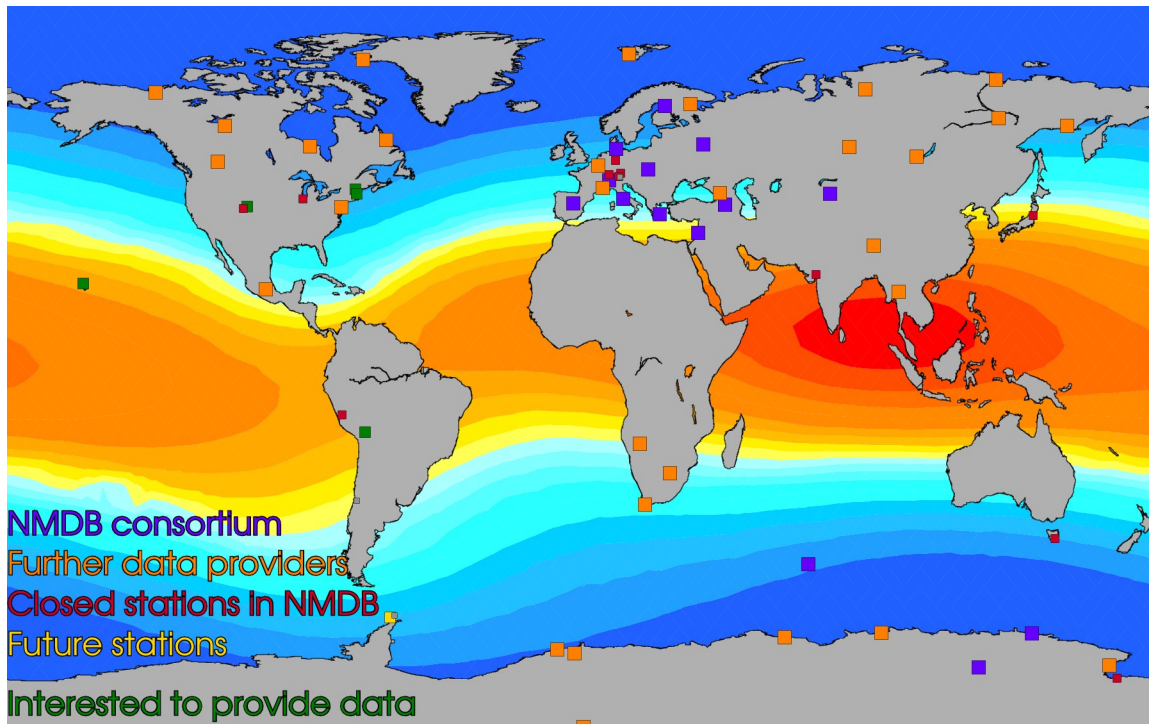 NMDB consortium
Further data providers
Closed stations in NMDB
Future stations
Interested to provide data